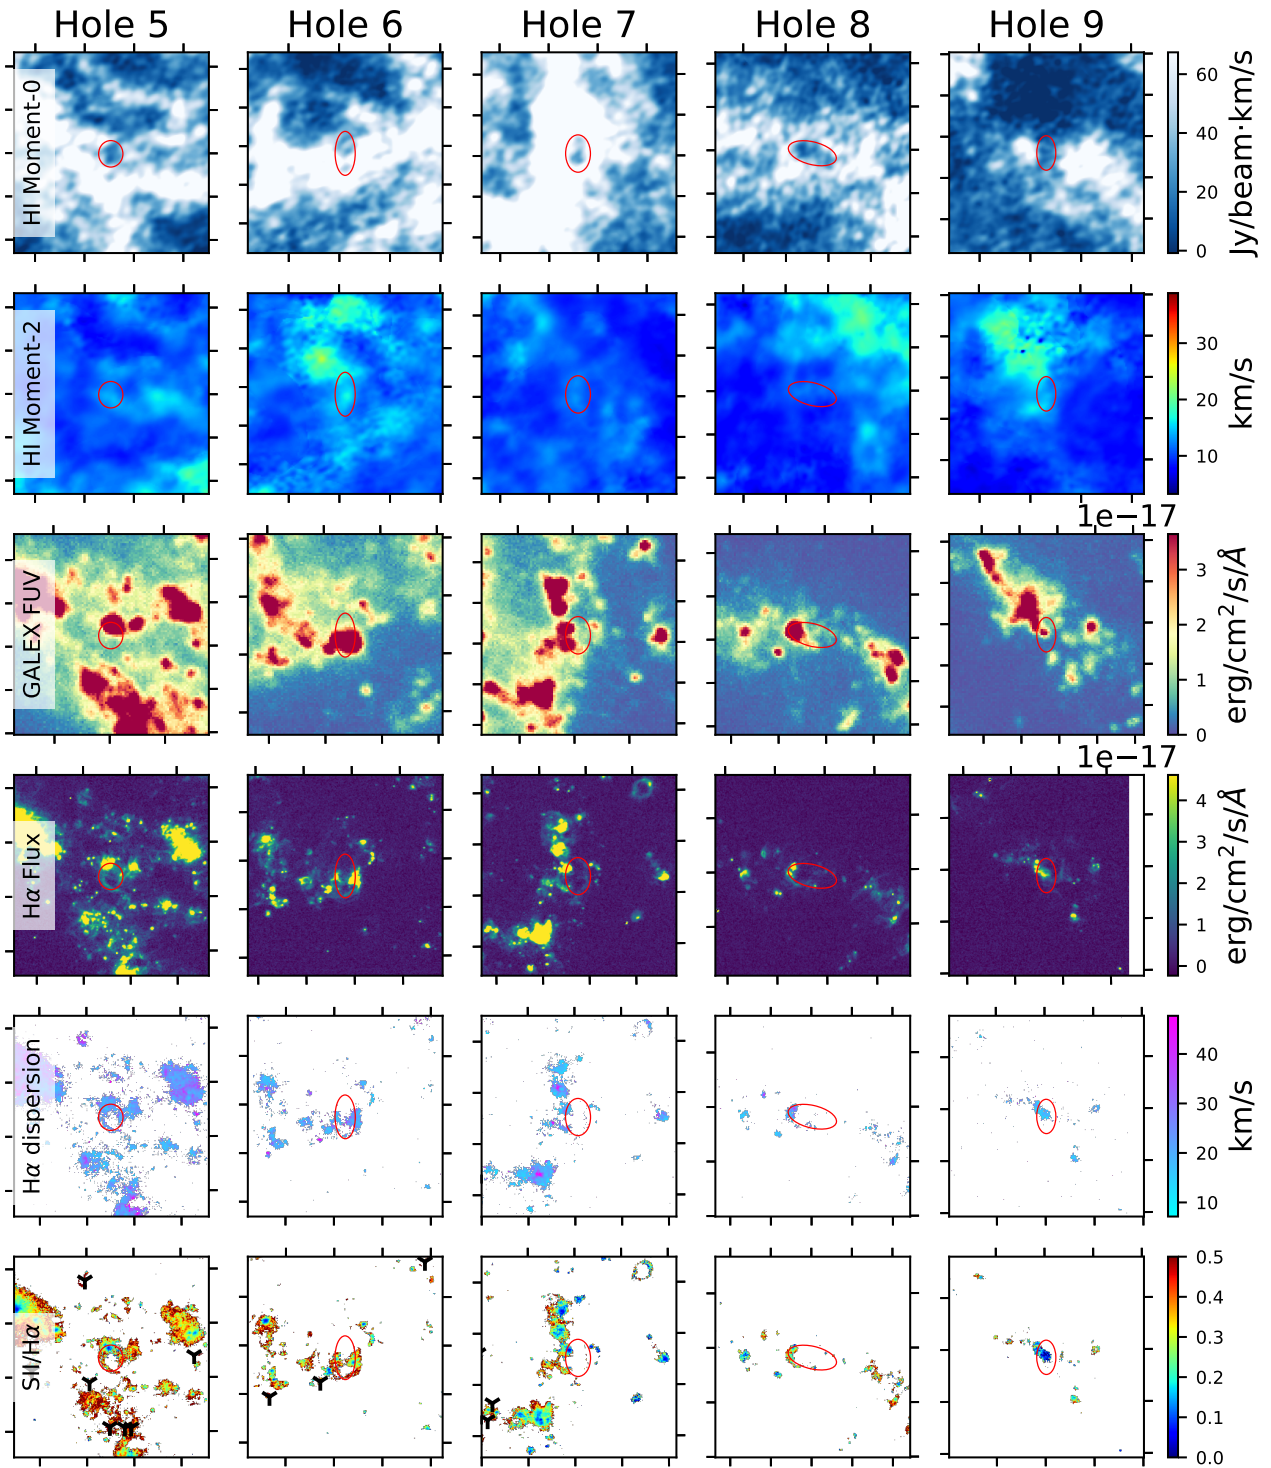 Hole 5 Hole 6 Hole 7 Hole 8 Hole 9
HI Moment-0
60
40
20
0
Jy/beam·km/s
HI Moment-2
30
20
10
km/s
GALEX FUV
1e−17
3
2
1
0
erg/cm²/s/Å
Hα Flux
1e−17
4
3
2
1
0
erg/cm²/s/Å
Hα dispersion
40
30
20
10
km/s
SII/Hα
0.5
0.4
0.3
0.2
0.1
0.0